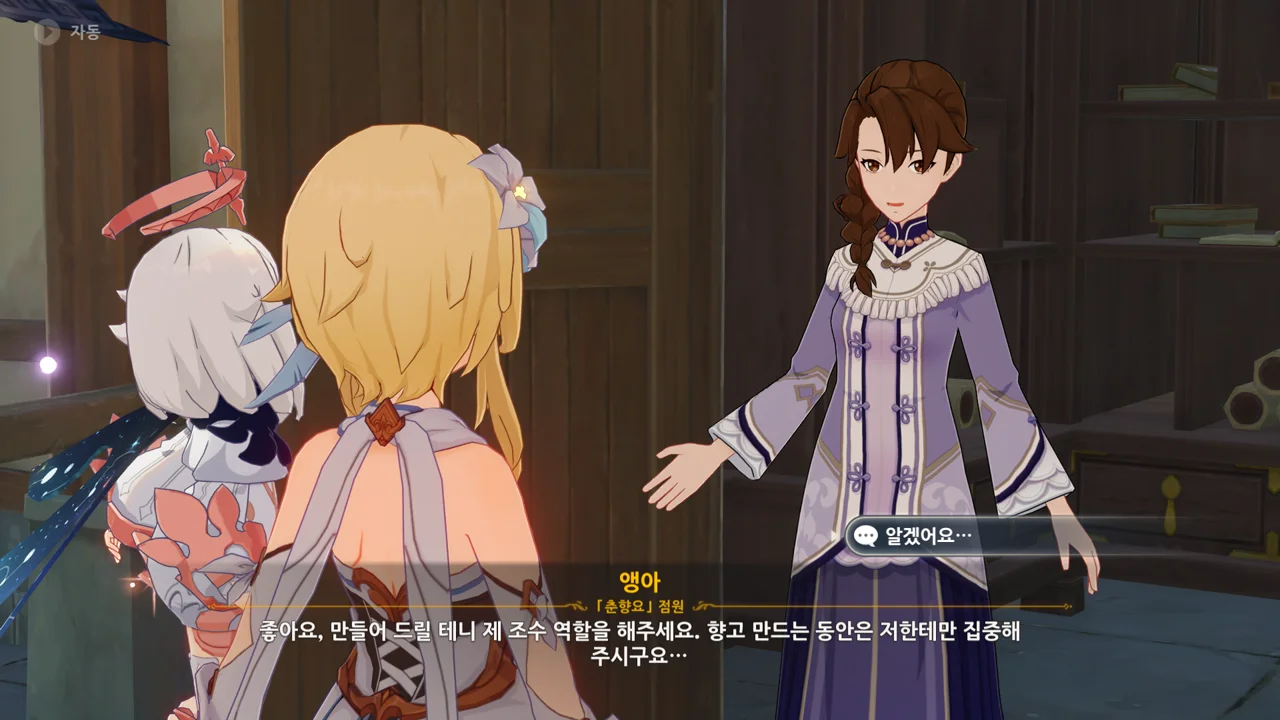 자동
알겠어요…
앵아
「춘향요」 점원
좋아요, 만들어 드릴 테니 제 조수 역할을 해주세요. 향고 만드는 동안은 저한테만 집중해
주시구요…